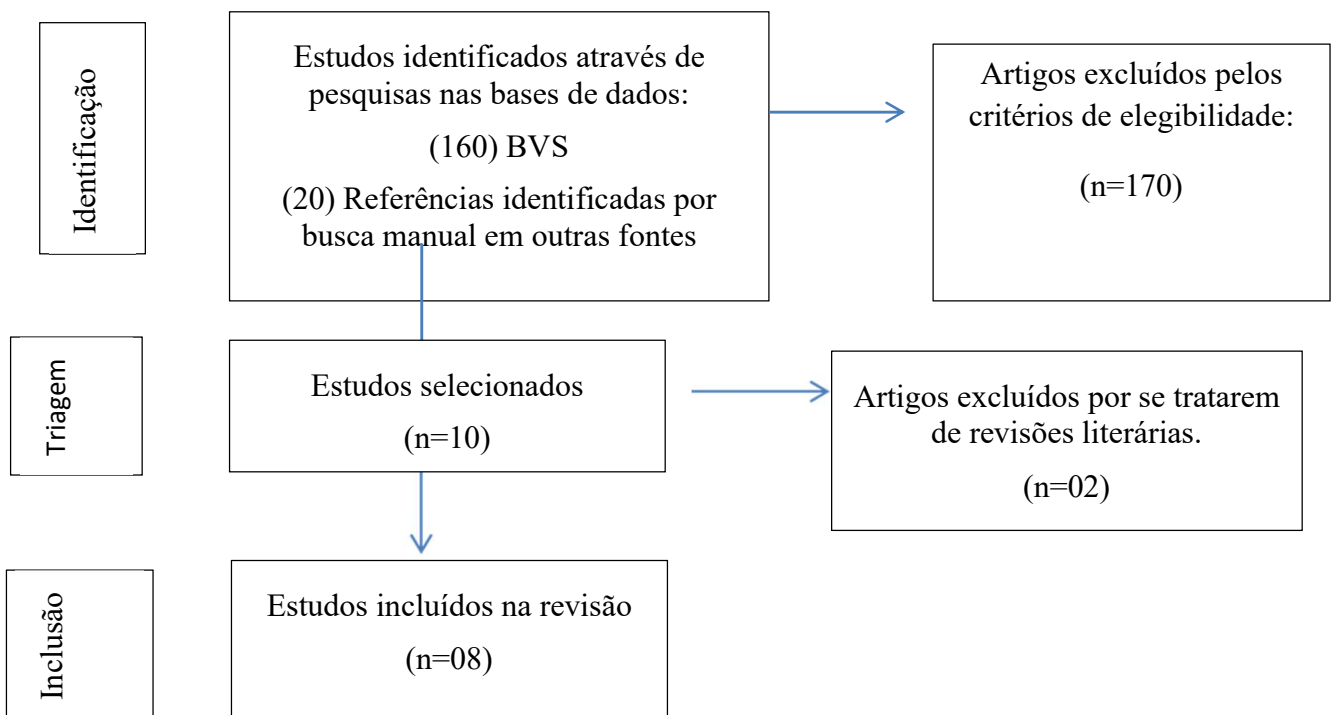 Identificação
Estudos identificados através de
pesquisas nas bases de dados:
(160) BVS
(20) Referências identificadas por
busca manual em outras fontes
Artigos excluídos pelos
critérios de elegibilidade:
(n=170)
Triagem
Estudos selecionados
(n=10)
Artigos excluídos por se tratarem
de revisões literárias.
(n=02)
Inclusão
Estudos incluídos na revisão
(n=08)